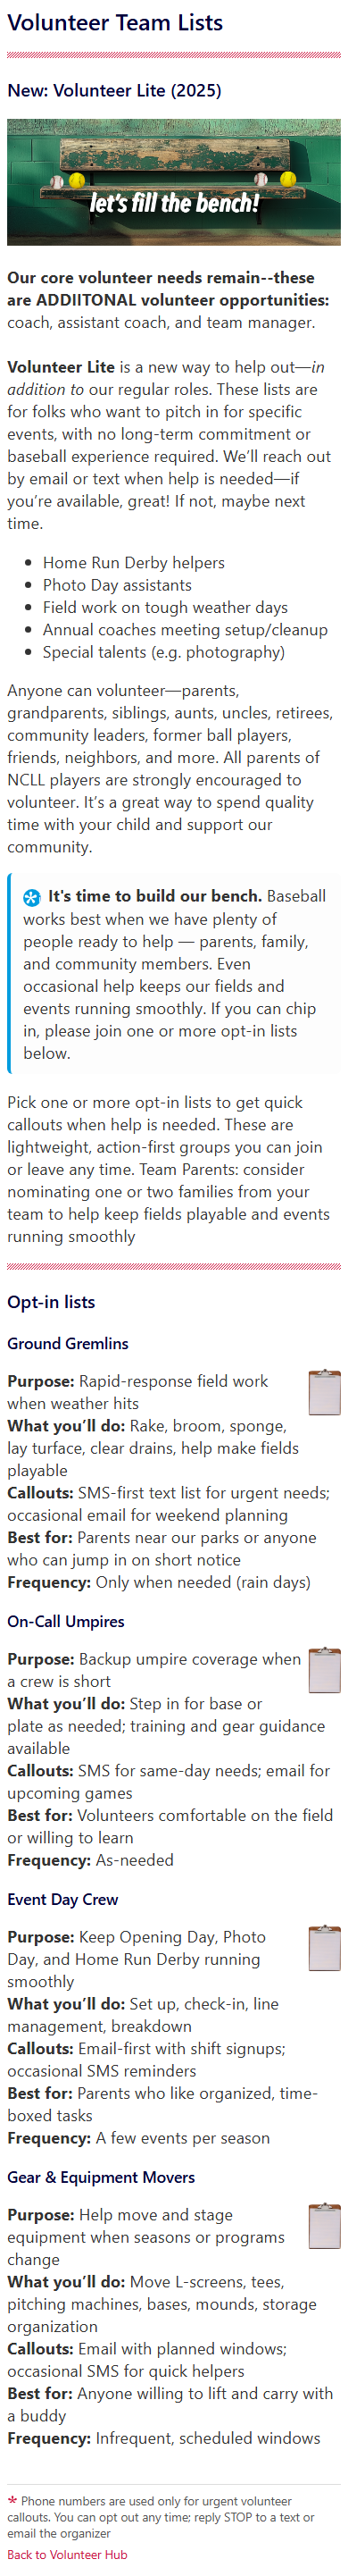 Volunteer Team Lists
New: Volunteer Lite (2025)
let's fill the bench!
Our core volunteer needs remain--these
are ADDIITONAL volunteer opportunities:
coach, assistant coach, and team manager.
Volunteer Lite is a new way to help out—in
addition to our regular roles. These lists are
for folks who want to pitch in for specific
events, with no long-term commitment or
baseball experience required. We’ll reach out
by email or text when help is needed—if
you’re available, great! If not, maybe next
time.
• Home Run Derby helpers
• Photo Day assistants
• Field work on tough weather days
• Annual coaches meeting setup/cleanup
• Special talents (e.g. photography)
Anyone can volunteer—parents,
grandparents, siblings, aunts, uncles, retirees,
community leaders, former ball players,
friends, neighbors, and more. All parents of
NCLL players are strongly encouraged to
volunteer. It’s a great way to spend quality
time with your child and support our
community.
It's time to build our bench. Baseball
works best when we have plenty of
people ready to help — parents, family,
and community members. Even
occasional help keeps our fields and
events running smoothly. If you can chip
in, please join one or more opt-in lists
below.
Pick one or more opt-in lists to get quick
callouts when help is needed. These are
lightweight, action-first groups you can join
or leave any time. Team Parents: consider
nominating one or two families from your
team to help keep fields playable and events
running smoothly
Opt-in lists
Ground Gremlins
Purpose: Rapid-response field work
when weather hits
What you’ll do: Rake, broom, sponge,
lay turface, clear drains, help make fields
playable
Callouts: SMS-first text list for urgent needs;
occasional email for weekend planning
Best for: Parents near our parks or anyone
who can jump in on short notice
Frequency: Only when needed (rain days)
On-Call Umpires
Purpose: Backup umpire coverage when
a crew is short
What you’ll do: Step in for base or
plate as needed; training and gear guidance
available
Callouts: SMS for same-day needs; email for
upcoming games
Best for: Volunteers comfortable on the field
or willing to learn
Frequency: As-needed
Event Day Crew
Purpose: Keep Opening Day, Photo
Day, and Home Run Derby running
smoothly
What you’ll do: Set up, check-in, line
management, breakdown
Callouts: Email-first with shift signups;
occasional SMS reminders
Best for: Parents who like organized, time-
boxed tasks
Frequency: A few events per season
Gear & Equipment Movers
Purpose: Help move and stage
equipment when seasons or programs
change
What you’ll do: Move L-screens, tees,
pitching machines, bases, mounds, storage
organization
Callouts: Email with planned windows;
occasional SMS for quick helpers
Best for: Anyone willing to lift and carry with
a buddy
Frequency: Infrequent, scheduled windows
* Phone numbers are used only for urgent volunteer
callouts. You can opt out any time; reply STOP to a text or
email the organizer
Back to Volunteer Hub